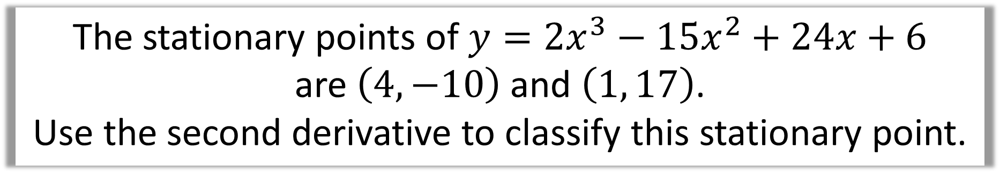 The stationary points of y = 2x³ − 15x² + 24x + 6
are (4, −10) and (1, 17).
Use the second derivative to classify this stationary point.